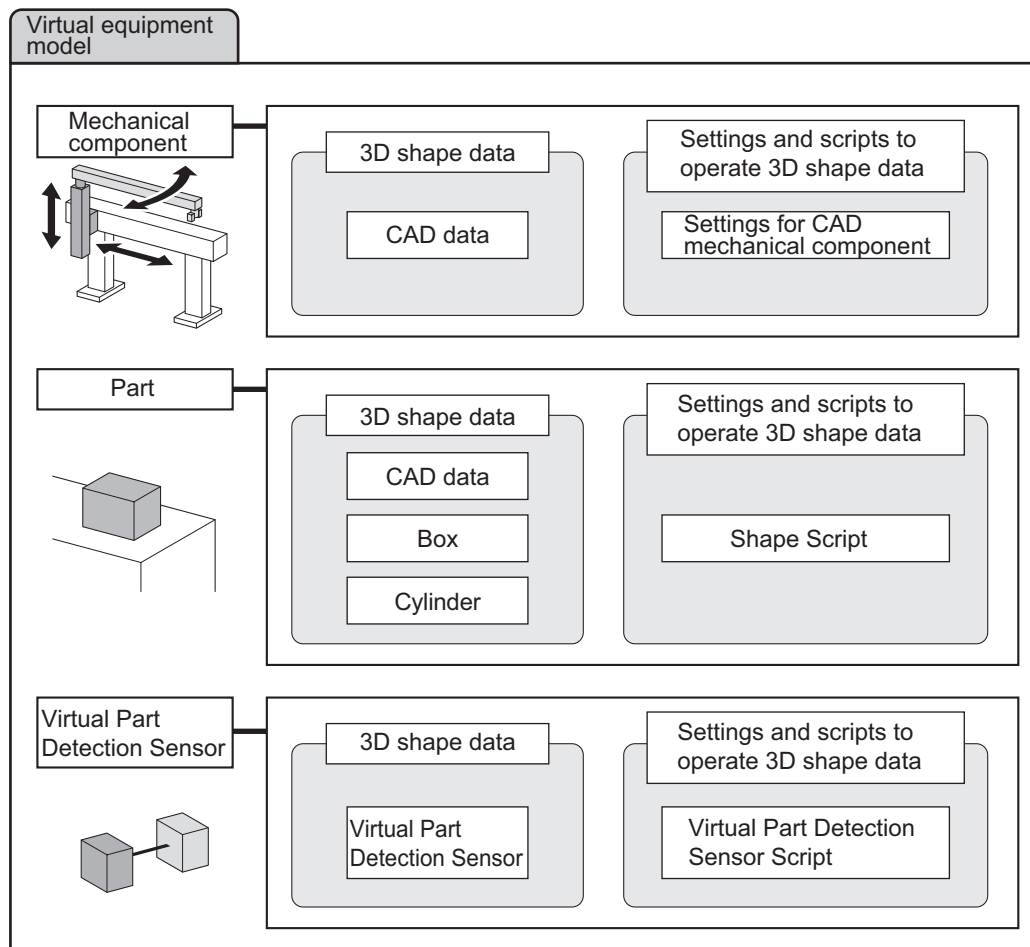 Virtual equipment
model
Mechanical
component
3D shape data
CAD data
Settings and scripts to
operate 3D shape data
Settings for CAD
mechanical component
Part
3D shape data
CAD data
Box
Cylinder
Settings and scripts to
operate 3D shape data
Shape Script
Virtual Part
Detection Sensor
3D shape data
Virtual Part
Detection Sensor
Settings and scripts to
operate 3D shape data
Virtual Part Detection
Sensor Script